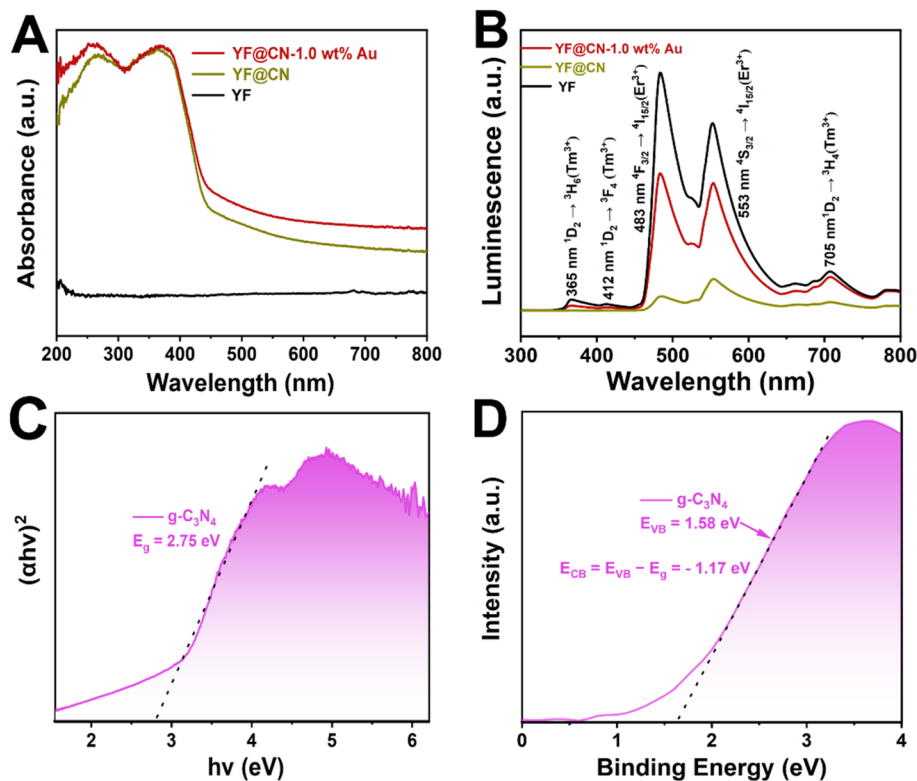 A
YF@CN-1.0 wt% Au
YF@CN
YF
Absorbance (a.u.)
200 300 400 500 600 700 800
Wavelength (nm)
B
YF@CN-1.0 wt% Au
YF@CN
YF
Luminescence (a.u.)
365 nm ¹D₂ → ³H₆(Tm³⁺)
412 nm ¹D₂ → ³F₄ (Tm³⁺)
483 nm ⁴F₃/₂ → ⁴I₁₅/₂(Er³⁺)
553 nm ⁴S₃/₂ → ⁴I₁₅/₂(Er³⁺)
705 nm¹D₂ → ³H₄(Tm³⁺)
300 400 500 600 700 800
Wavelength (nm)
C
g-C₃N₄
E_g = 2.75 eV
(αhv)²
2 3 4 5 6
hv (eV)
D
g-C₃N₄
E_VB = 1.58 eV
E_CB = E_VB − E_g = - 1.17 eV
Intensity (a.u.)
0 1 2 3 4
Binding Energy (eV)